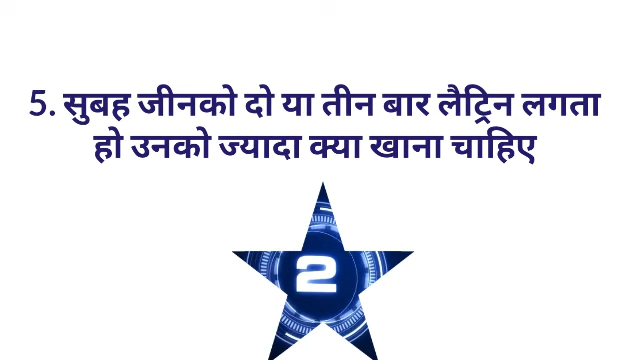 5. सुबह जीनको दो या तीन बार लैट्रिन लगता
हो उनको ज्यादा क्या खाना चाहिए
2